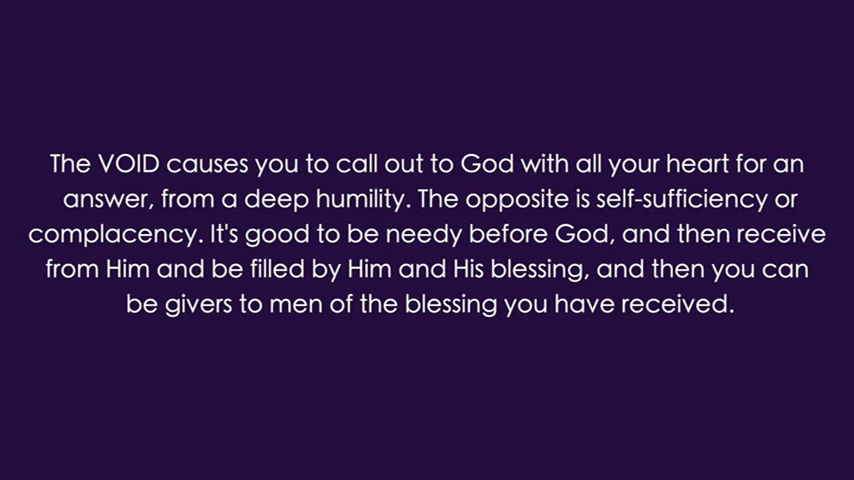 The VOID causes you to call out to God with all your heart for an
answer, from a deep humility. The opposite is self-sufficiency or
complacency. It's good to be needy before God, and then receive
from Him and be filled by Him and His blessing, and then you can
be givers to men of the blessing you have received.